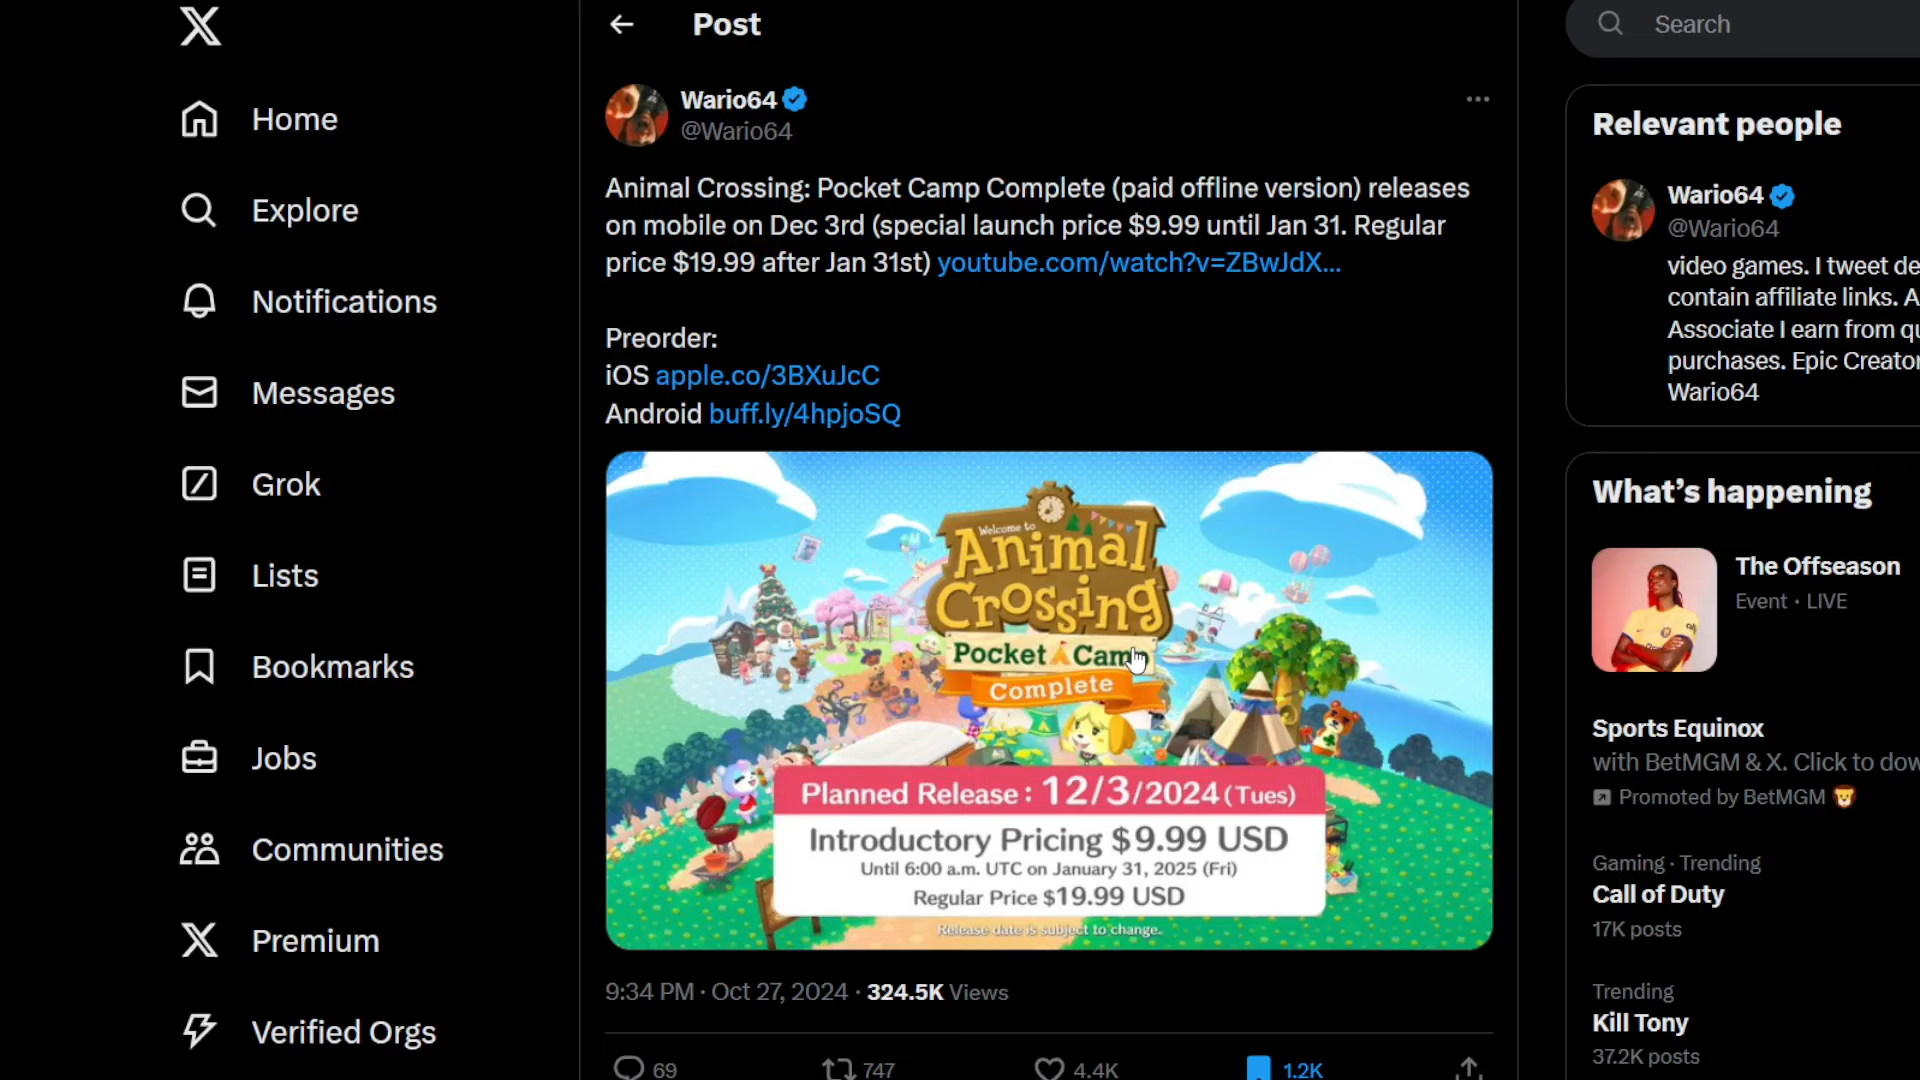 Home
Explore
Notifications
Messages
Grok
Lists
Bookmarks
Jobs
Communities
Premium
Verified Orgs
Post
Wario64
@Wario64
Animal Crossing: Pocket Camp Complete (paid offline version) releases
on mobile on Dec 3rd (special launch price $9.99 until Jan 31. Regular
price $19.99 after Jan 31st) youtube.com/watch?v=ZBwJdX...
Preorder:
iOS apple.co/3BXuJcC
Android buff.ly/4hpjoSQ
Welcome to
Animal
Crossing
Pocket Camp
Complete
Planned Release : 12/3/2024 (Tues)
Introductory Pricing $9.99 USD
Until 6:00 a.m. UTC on January 31, 2025 (Fri)
Regular Price $19.99 USD
Release date is subject to change.
9:34 PM · Oct 27, 2024 · 324.5K Views
69 747 4.4K 1.2K
Search
Relevant people
Wario64
@Wario64
video games. I tweet de
contain affiliate links. A
Associate I earn from qu
purchases. Epic Creator
Wario64
What's happening
The Offseason
Event · LIVE
Sports Equinox
with BetMGM & X. Click to dow
Promoted by BetMGM
Gaming · Trending
Call of Duty
17K posts
Trending
Kill Tony
37.2K posts